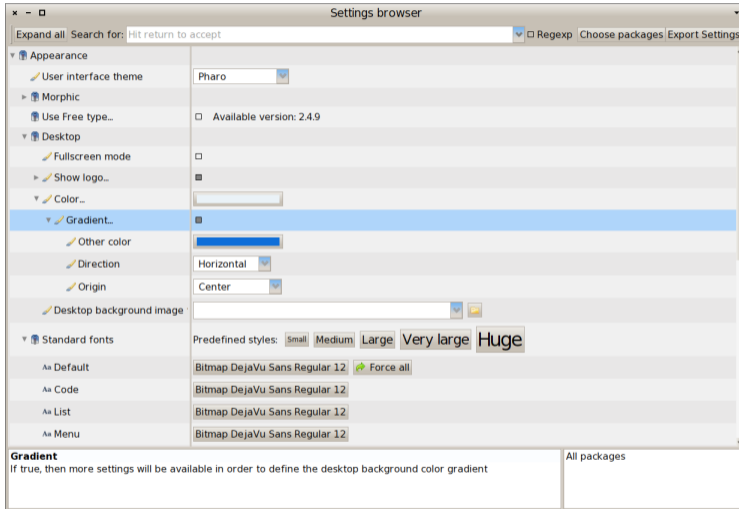 Settings browser
Expand all Search for: Hit return to accept Regexp Choose packages Export Settings
Appearance
User interface theme Pharo
Morphic
Use Free type... Available version: 2.4.9
Desktop
Fullscreen mode
Show logo...
Color...
Gradient...
Other color
Direction Horizontal
Origin Center
Desktop background image
Standard fonts Predefined styles: Small Medium Large Very large Huge
Aa Default Bitmap DejaVu Sans Regular 12 Force all
Aa Code Bitmap DejaVu Sans Regular 12
Aa List Bitmap DejaVu Sans Regular 12
Aa Menu Bitmap DejaVu Sans Regular 12
Gradient All packages
If true, then more settings will be available in order to define the desktop background color gradient